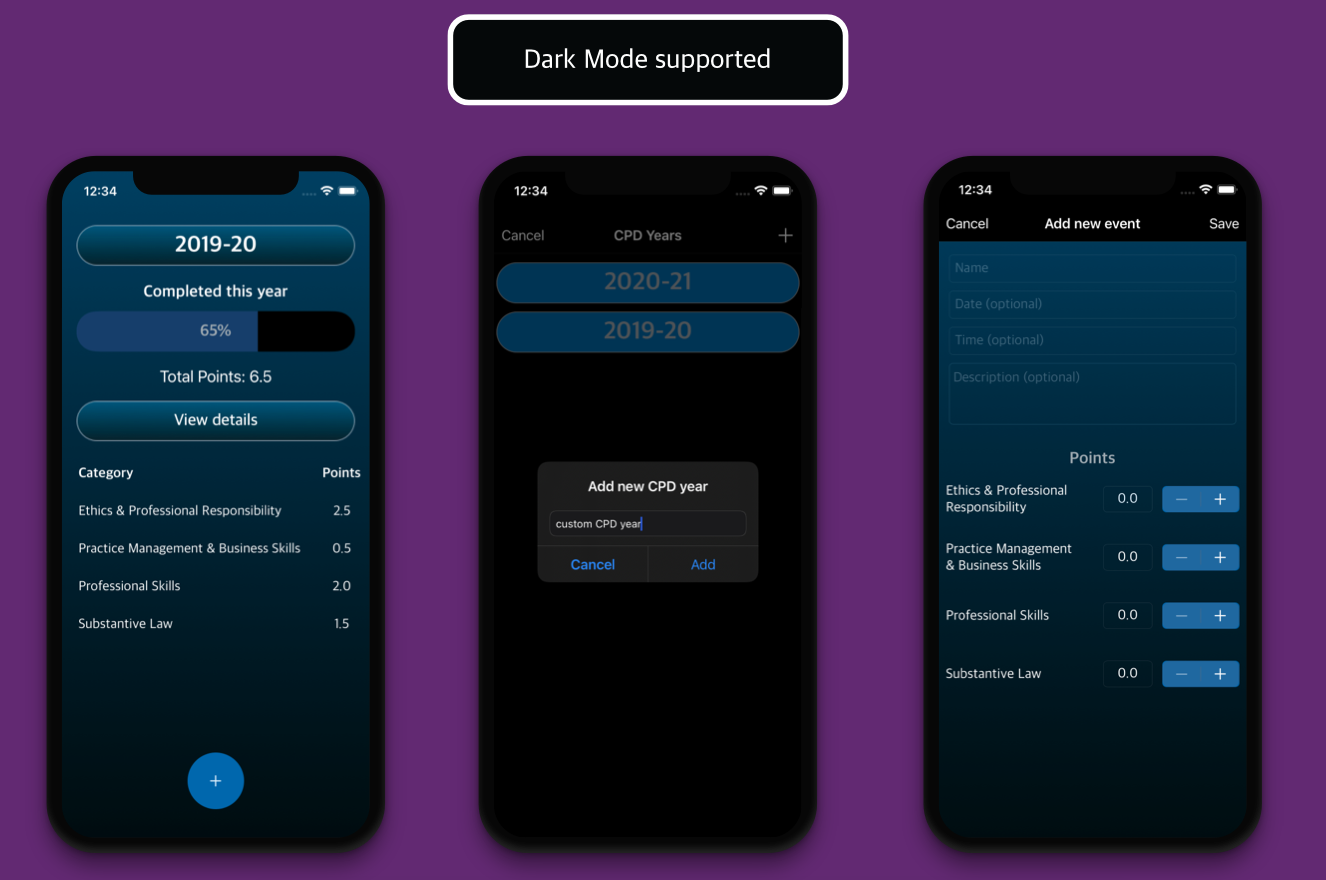 Dark Mode supported
12:34
2019-20
Completed this year
65%
Total Points: 6.5
View details
Category Points
Ethics & Professional Responsibility 2.5
Practice Management & Business Skills 0.5
Professional Skills 2.0
Substantive Law 1.5
+
12:34
Cancel CPD Years +
2020-21
2019-20
Add new CPD year
custom CPD year
Cancel Add
12:34
Cancel Add new event Save
Name
Date (optional)
Time (optional)
Description (optional)
Points
Ethics & Professional
Responsibility 0.0 — +
Practice Management
& Business Skills 0.0 — +
Professional Skills 0.0 — +
Substantive Law 0.0 — +